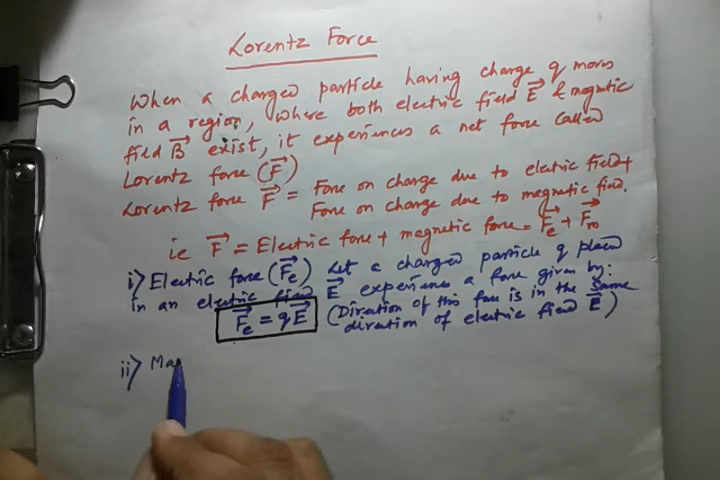 Lorentz Force
When a charged particle having charge q moves
in a region, where both electric field E⃗ & magnetic
field B⃗ exist, it experiences a net force called
Lorentz force (F⃗)
Lorentz force F⃗ = Force on charge due to electric field +
Force on charge due to magnetic field.
ie F⃗ = Electric force + magnetic force = F⃗e + F⃗m
i) Electric force (F⃗e) Let a charged particle q placed
in an electric field E⃗ experiences a force given by:
F⃗e = qE⃗ (Direction of this force is in the same
direction of electric field E⃗)
ii) Mag